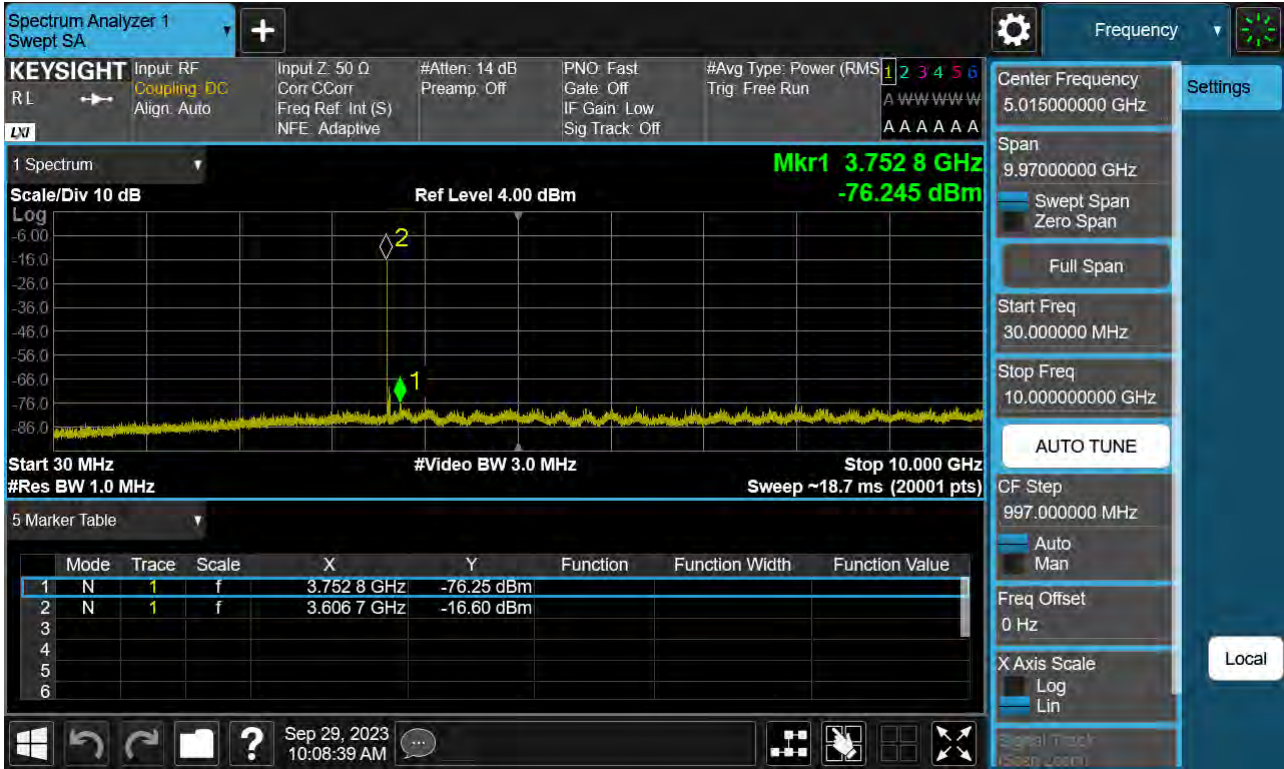 Spectrum Analyzer 1
Swept SA
+
Frequency
KEYSIGHT
RL
LXI
Input: RF
Coupling: DC
Align: Auto
Input Z: 50 Ω
Corr CCorr
Freq Ref: Int (S)
NFE: Adaptive
#Atten: 14 dB
Preamp: Off
PNO: Fast
Gate: Off
IF Gain: Low
Sig Track: Off
#Avg Type: Power (RMS
Trig: Free Run
1 2 3 4 5 6
A W W W W W
A A A A A A
Center Frequency
5.015000000 GHz
Settings
Span
9.97000000 GHz
Swept Span
Zero Span
Full Span
Start Freq
30.000000 MHz
Stop Freq
10.000000000 GHz
AUTO TUNE
CF Step
997.000000 MHz
Auto
Man
Freq Offset
0 Hz
X Axis Scale
Log
Lin
Signal Track
(Span Zoom)
Local
1 Spectrum
Mkr1 3.752 8 GHz
-76.245 dBm
Scale/Div 10 dB
Ref Level 4.00 dBm
Log
-6.00
-16.0
-26.0
-36.0
-46.0
-56.0
-66.0
-76.0
-86.0
2
1
Start 30 MHz
#Video BW 3.0 MHz
Stop 10.000 GHz
#Res BW 1.0 MHz
Sweep ~18.7 ms (20001 pts)
5 Marker Table
Mode Trace Scale X Y Function Function Width Function Value
1 N 1 f 3.752 8 GHz -76.25 dBm
2 N 1 f 3.606 7 GHz -16.60 dBm
3
4
5
6
?
Sep 29, 2023
10:08:39 AM